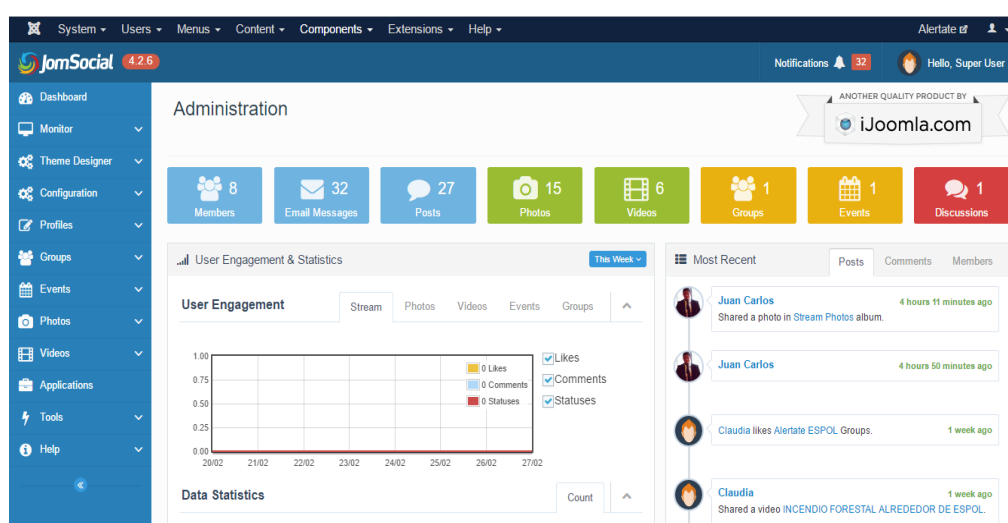 System Users Menus Content Components Extensions Help Alertate
JomSocial 4.2.6 Notifications 32 Hello, Super User
Dashboard
Monitor
Theme Designer
Configuration
Profiles
Groups
Events
Photos
Videos
Applications
Tools
Help
Administration
ANOTHER QUALITY PRODUCT BY
iJoomla.com
8 32 27 15 6 1 1 1
Members Email Messages Posts Photos Videos Groups Events Discussions
User Engagement & Statistics This Week
User Engagement Stream Photos Videos Events Groups
1.00
0.75
0.50
0.25
0.00
0 Likes
0 Comments
0 Statuses
Likes
Comments
Statuses
20/02 21/02 22/02 23/02 24/02 25/02 26/02 27/02
Data Statistics Count
Most Recent Posts Comments Members
Juan Carlos 4 hours 11 minutes ago
Shared a photo in Stream Photos album.
Juan Carlos 4 hours 50 minutes ago
Claudia likes Alertate ESPOL Groups. 1 week ago
Claudia 1 week ago
Shared a video INCENDIO FORESTAL ALREDEDOR DE ESPOL.